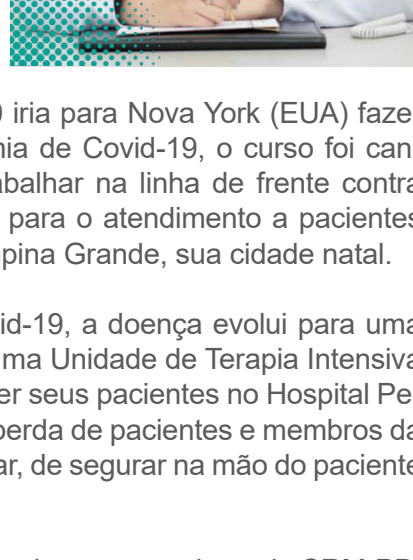 iria para Nova York (EUA) faze
mia de Covid-19, o curso foi can
abalhar na linha de frente contra
para o atendimento a pacientes
pina Grande, sua cidade natal.
id-19, a doença evolui para uma
ma Unidade de Terapia Intensiva
er seus pacientes no Hospital Pe
perda de pacientes e membros da
ar, de segurar na mão do paciente